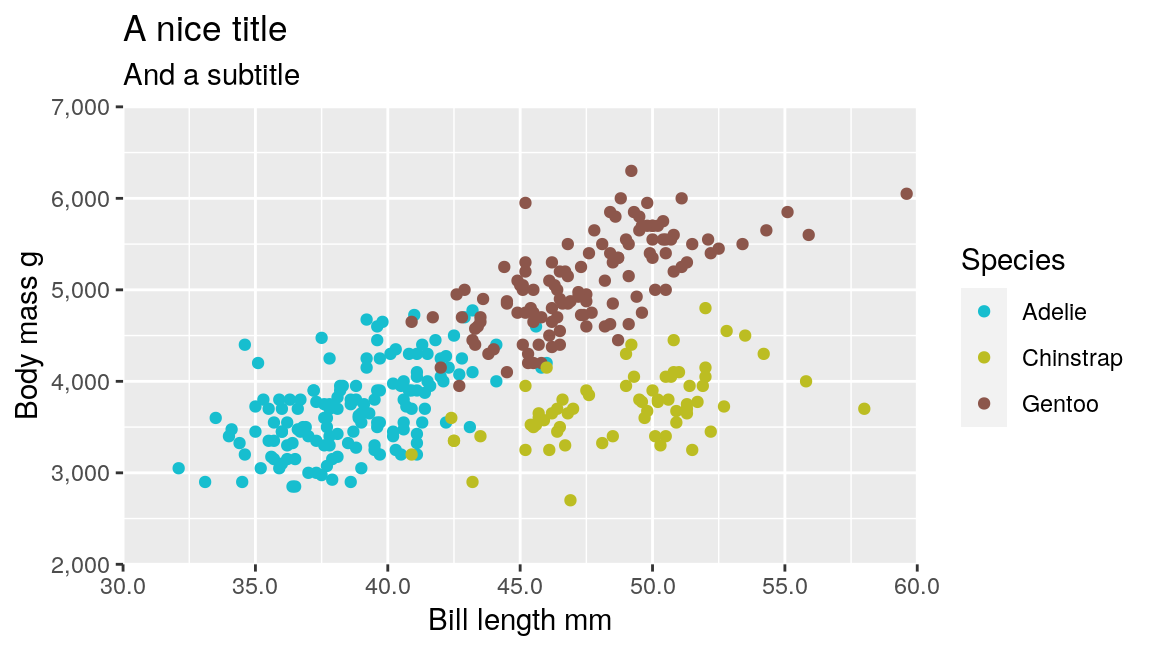 A nice title
And a subtitle
7,000
6,000
5,000
4,000
3,000
2,000
Body mass g
30.0 35.0 40.0 45.0 50.0 55.0 60.0
Bill length mm
Species
Adelie
Chinstrap
Gentoo